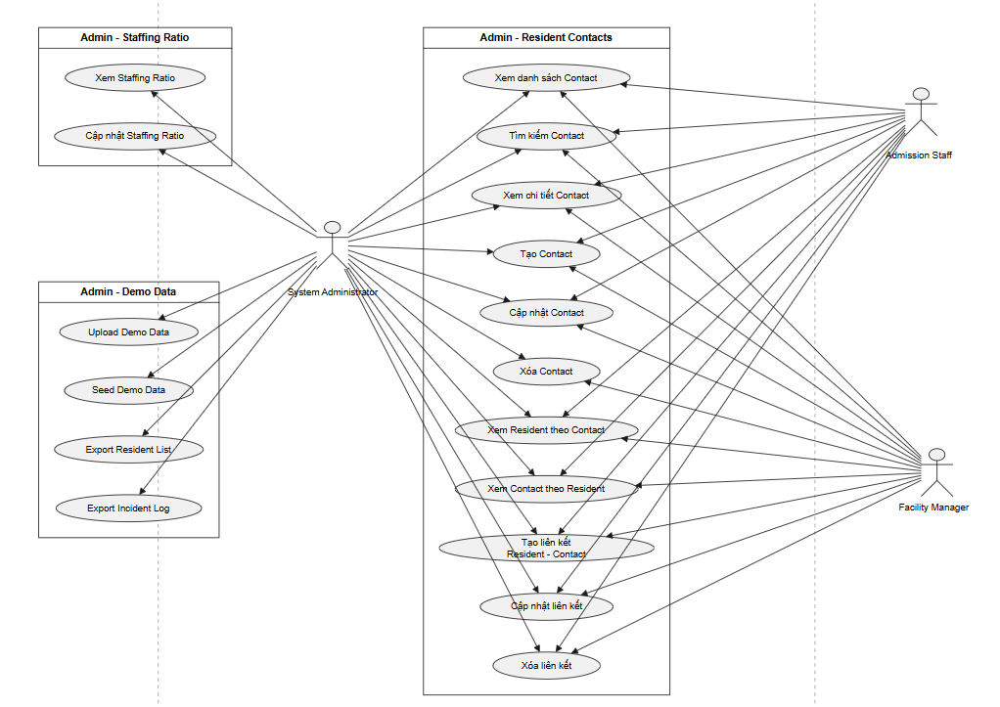 Admin - Staffing Ratio
Xem Staffing Ratio
Cập nhật Staffing Ratio
Admin - Demo Data
Upload Demo Data
Seed Demo Data
Export Resident List
Export Incident Log
System Administrator
Admin - Resident Contacts
Xem danh sách Contact
Tìm kiếm Contact
Xem chi tiết Contact
Tạo Contact
Cập nhật Contact
Xóa Contact
Xem Resident theo Contact
Xem Contact theo Resident
Tạo liên kết
Resident - Contact
Cập nhật liên kết
Xóa liên kết
Admission Staff
Facility Manager